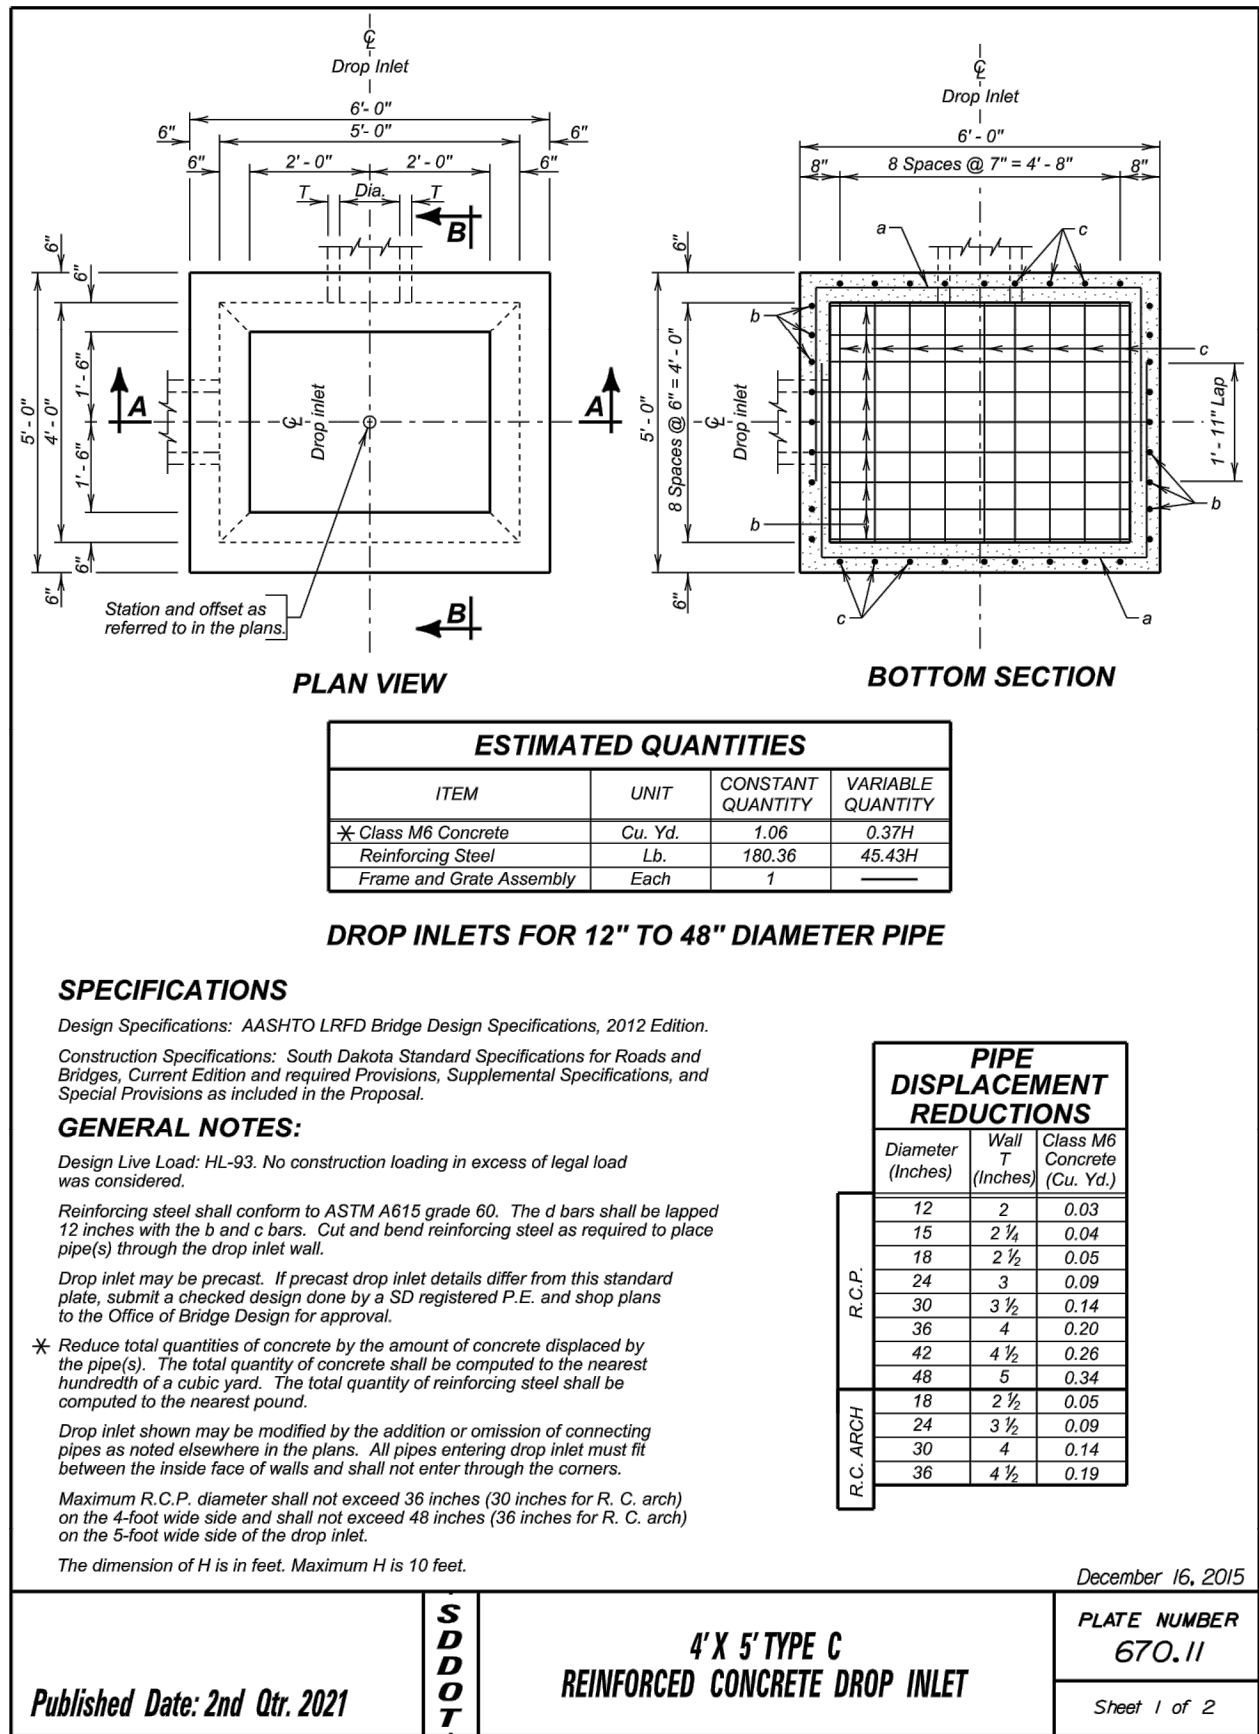 ℄
Drop Inlet
6'- 0"
6" 5'- 0" 6"
6" 2' - 0" 2' - 0" 6"
T Dia. T
B
6"
6"
5'- 0"
4'- 0"
1' - 6"
1' - 6"
6"
6"
A
A
℄
Drop inlet
Station and offset as
referred to in the plans.
B
PLAN VIEW
℄
Drop Inlet
6' - 0"
8" 8 Spaces @ 7" = 4' - 8" 8"
a
c
6"
b
c
5'- 0"
8 Spaces @ 6" = 4'- 0"
℄
Drop inlet
1' - 11" Lap
b
b
6"
c
a
BOTTOM SECTION
ESTIMATED QUANTITIES
ITEM UNIT CONSTANT QUANTITY VARIABLE QUANTITY
* Class M6 Concrete Cu. Yd. 1.06 0.37H
Reinforcing Steel Lb. 180.36 45.43H
Frame and Grate Assembly Each 1 ——
DROP INLETS FOR 12" TO 48" DIAMETER PIPE
SPECIFICATIONS
Design Specifications: AASHTO LRFD Bridge Design Specifications, 2012 Edition.
Construction Specifications: South Dakota Standard Specifications for Roads and
Bridges, Current Edition and required Provisions, Supplemental Specifications, and
Special Provisions as included in the Proposal.
GENERAL NOTES:
Design Live Load: HL-93. No construction loading in excess of legal load
was considered.
Reinforcing steel shall conform to ASTM A615 grade 60. The d bars shall be lapped
12 inches with the b and c bars. Cut and bend reinforcing steel as required to place
pipe(s) through the drop inlet wall.
Drop inlet may be precast. If precast drop inlet details differ from this standard
plate, submit a checked design done by a SD registered P.E. and shop plans
to the Office of Bridge Design for approval.
* Reduce total quantities of concrete by the amount of concrete displaced by
the pipe(s). The total quantity of concrete shall be computed to the nearest
hundredth of a cubic yard. The total quantity of reinforcing steel shall be
computed to the nearest pound.
Drop inlet shown may be modified by the addition or omission of connecting
pipes as noted elsewhere in the plans. All pipes entering drop inlet must fit
between the inside face of walls and shall not enter through the corners.
Maximum R.C.P. diameter shall not exceed 36 inches (30 inches for R. C. arch)
on the 4-foot wide side and shall not exceed 48 inches (36 inches for R. C. arch)
on the 5-foot wide side of the drop inlet.
The dimension of H is in feet. Maximum H is 10 feet.
PIPE
DISPLACEMENT
REDUCTIONS
Diameter (Inches) Wall T (Inches) Class M6 Concrete (Cu. Yd.)
R.C.P.
12 2 0.03
15 2 1/4 0.04
18 2 1/2 0.05
24 3 0.09
30 3 1/2 0.14
36 4 0.20
42 4 1/2 0.26
48 5 0.34
R.C. ARCH
18 2 1/2 0.05
24 3 1/2 0.09
30 4 0.14
36 4 1/2 0.19
December 16, 2015
Published Date: 2nd Qtr. 2021
S
D
D
O
T
4' X 5' TYPE C
REINFORCED CONCRETE DROP INLET
PLATE NUMBER
670.11
Sheet 1 of 2